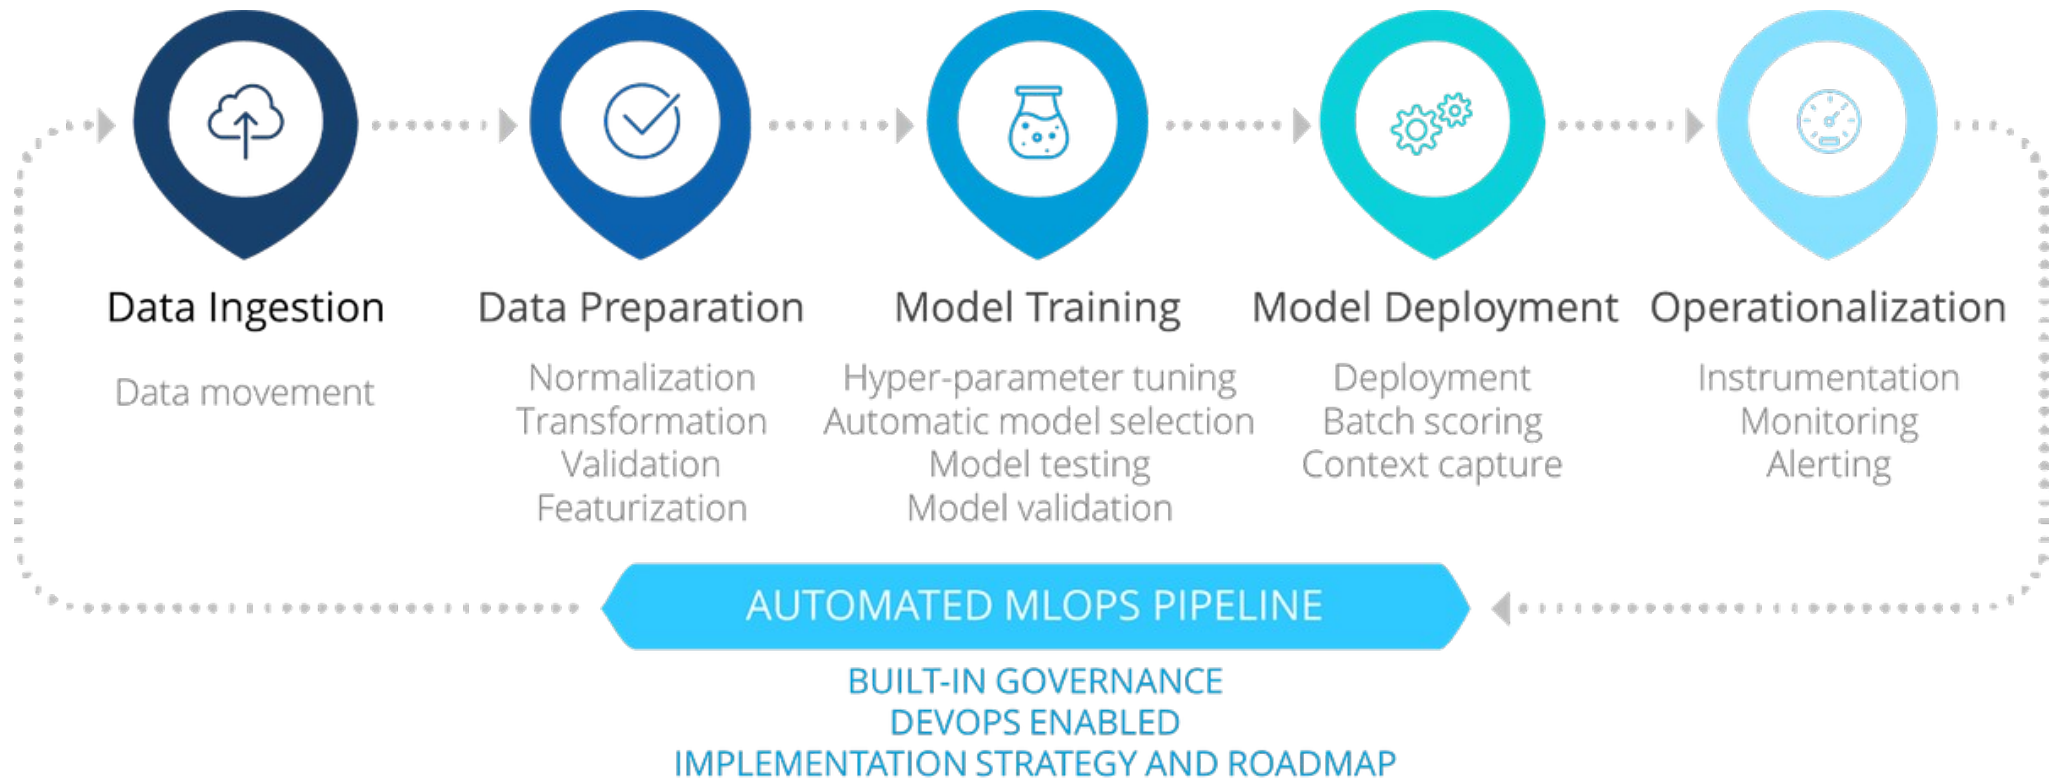 Data Ingestion
Data movement
Data Preparation
Normalization
Transformation
Validation
Featurization
Model Training
Hyper-parameter tuning
Automatic model selection
Model testing
Model validation
Model Deployment
Deployment
Batch scoring
Context capture
Operationalization
Instrumentation
Monitoring
Alerting
AUTOMATED MLOPS PIPELINE
BUILT-IN GOVERNANCE
DEVOPS ENABLED
IMPLEMENTATION STRATEGY AND ROADMAP